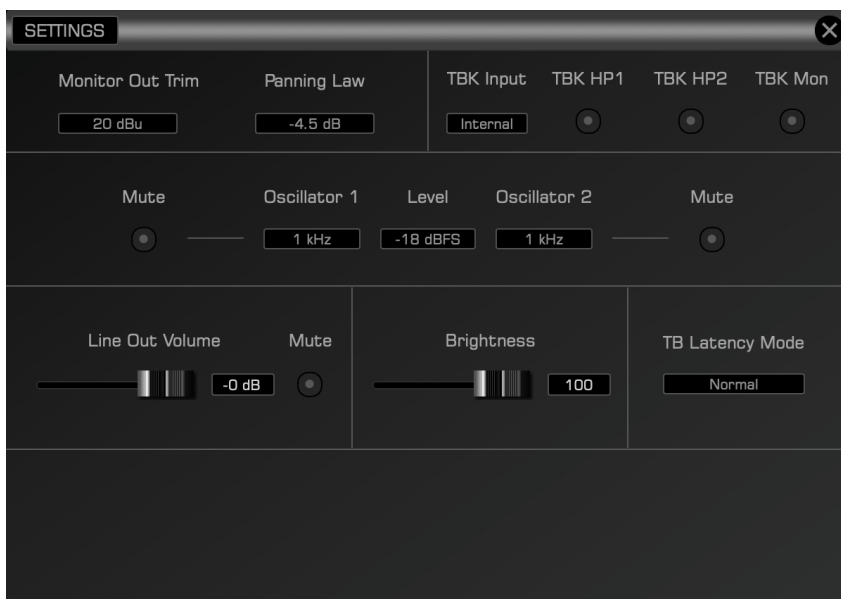 SETTINGS
Monitor Out Trim Panning Law TBK Input TBK HP1 TBK HP2 TBK Mon
20 dBu -4.5 dB Internal
Mute Oscillator 1 Level Oscillator 2 Mute
1 kHz -18 dBFS 1 kHz
Line Out Volume Mute Brightness TB Latency Mode
-0 dB 100 Normal